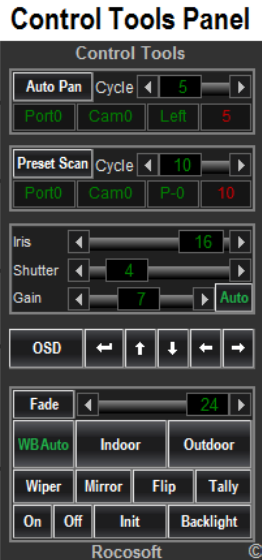 Control Tools Panel
Control Tools
Auto Pan Cycle 5
Port0 Cam0 Left 5
Preset Scan Cycle 10
Port0 Cam0 P-0 10
Iris 16
Shutter 4
Gain 7 Auto
OSD
Fade 24
WBAuto Indoor Outdoor
Wiper Mirror Flip Tally
On Off Init Backlight
Rocosoft ©